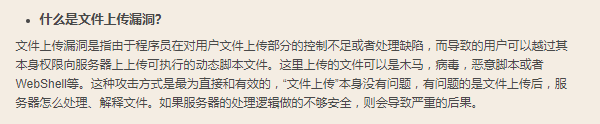 • 什么是文件上传漏洞?
文件上传漏洞是指由于程序员在对用户文件上传部分的控制不足或者处理缺陷，而导致的用户可以越过其
本身权限向服务器上上传可执行的动态脚本文件。这里上传的文件可以是木马，病毒，恶意脚本或者
WebShell等。这种攻击方式是最为直接和有效的，“文件上传”本身没有问题，有问题的是文件上传后，服
务器怎么处理、解释文件。如果服务器的处理逻辑做的不够安全，则会导致严重的后果。